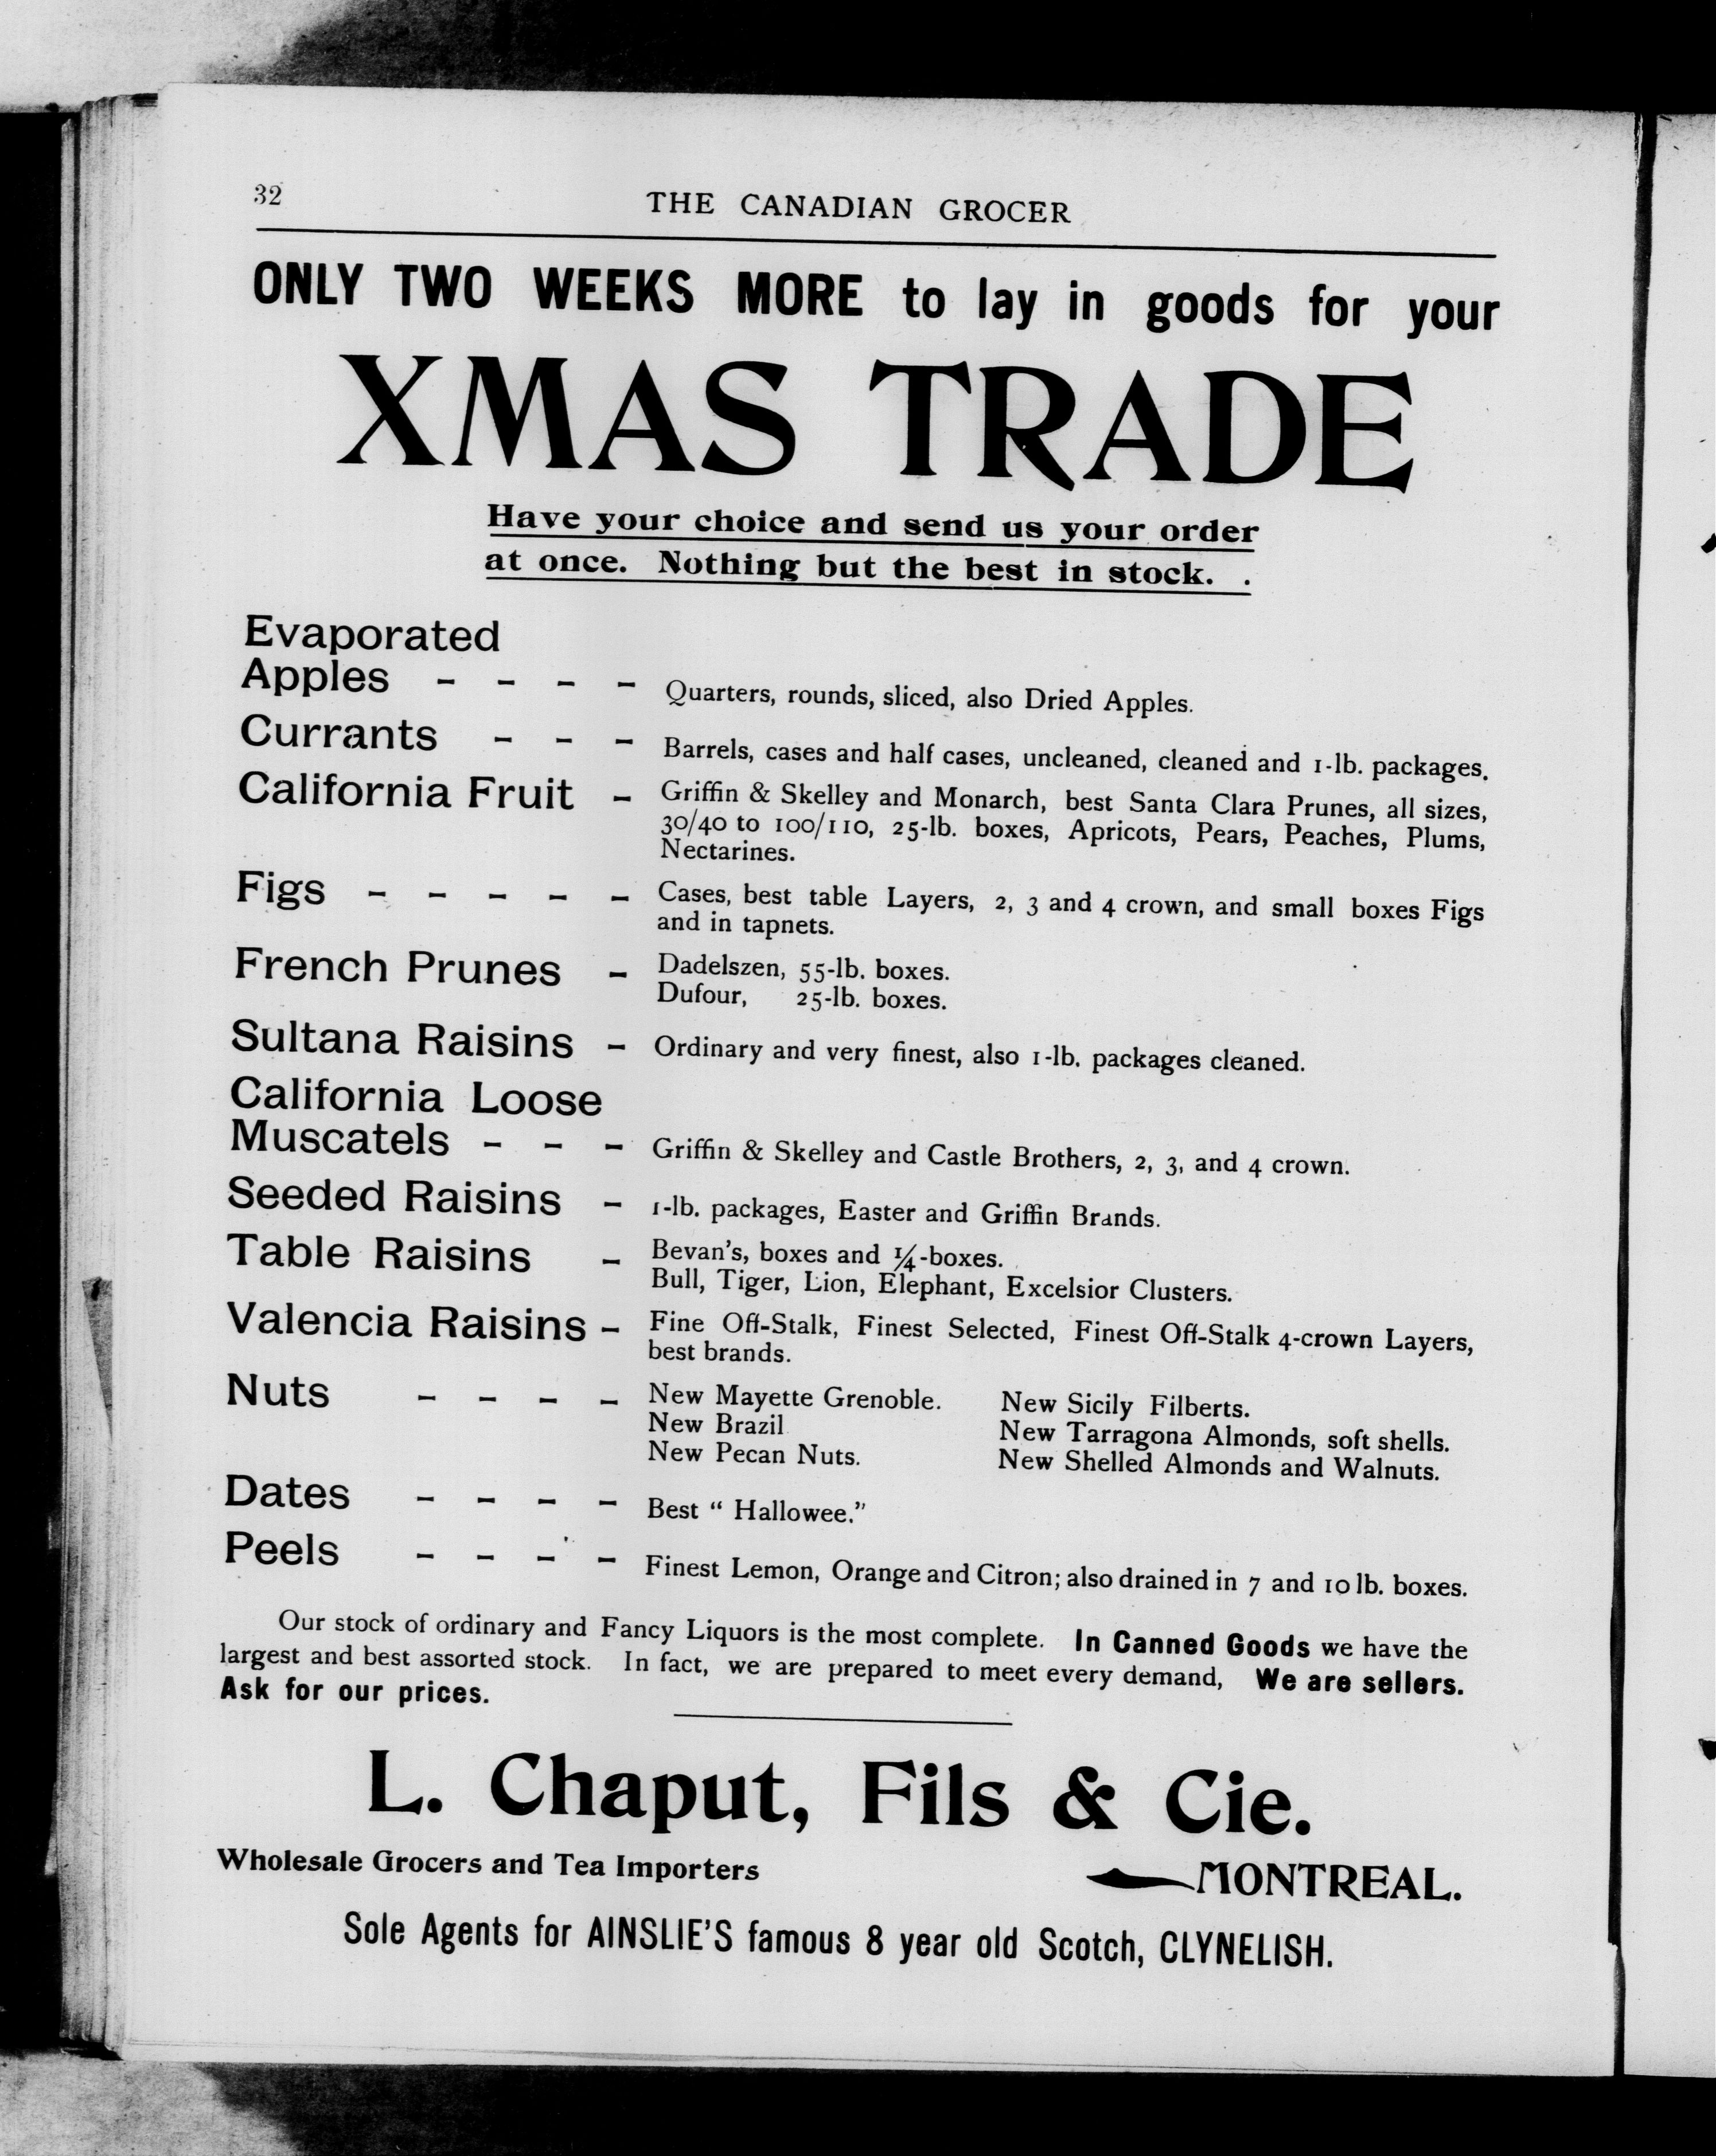 32
THE CANADIAN GROCER
ONLY TWO WEEKS MORE to lay in goods for your
XMAS TRADE
Have your choice and send us your order
at once. Nothing but the best in stock. .
Evaporated
Apples - - - - Quarters, rounds, sliced, also Dried Apples.
Currants - - - Barrels, cases and half cases, uncleaned, cleaned and 1-lb. packages.
California Fruit - Griffin & Skelley and Monarch, best Santa Clara Prunes, all sizes,
30/40 to 100/110, 25-lb. boxes, Apricots, Pears, Peaches, Plums,
Nectarines.
Figs - - - - - Cases, best table Layers, 2, 3 and 4 crown, and small boxes Figs
and in tapnets.
French Prunes - Dadelszen, 55-lb. boxes.
Dufour, 25-lb. boxes.
Sultana Raisins - Ordinary and very finest, also 1-lb. packages cleaned.
California Loose
Muscatels - - - Griffin & Skelley and Castle Brothers, 2, 3, and 4 crown.
Seeded Raisins - 1-lb. packages, Easter and Griffin Brands.
Table Raisins - Bevan's, boxes and ¼-boxes.
Bull, Tiger, Lion, Elephant, Excelsior Clusters.
Valencia Raisins - Fine Off-Stalk, Finest Selected, Finest Off-Stalk 4-crown Layers,
best brands.
Nuts - - - - New Mayette Grenoble. New Sicily Filberts.
New Brazil New Tarragona Almonds, soft shells.
New Pecan Nuts. New Shelled Almonds and Walnuts.
Dates - - - - Best "Hallowee."
Peels - - - - Finest Lemon, Orange and Citron; also drained in 7 and 10 lb. boxes.
Our stock of ordinary and Fancy Liquors is the most complete. In Canned Goods we have the
largest and best assorted stock. In fact, we are prepared to meet every demand, We are sellers.
Ask for our prices.
L. Chaput, Fils & Cie.
Wholesale Grocers and Tea Importers MONTREAL.
Sole Agents for AINSLIE'S famous 8 year old Scotch, CLYNELISH.